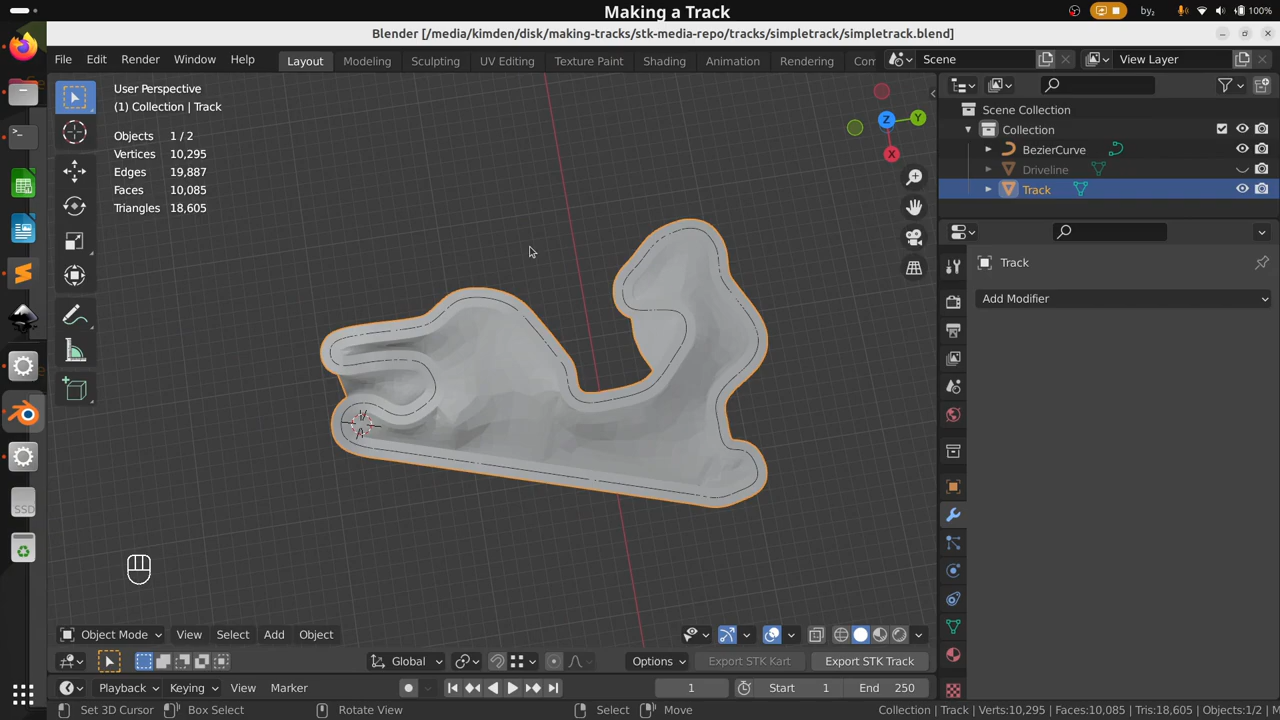 Making a Track
by₂
100%
Blender [/media/kimden/disk/making-tracks/stk-media-repo/tracks/simpletrack/simpletrack.blend]
File Edit Render Window Help Layout Modeling Sculpting UV Editing Texture Paint Shading Animation Rendering Com Scene View Layer
User Perspective
(1) Collection | Track
Objects 1 / 2
Vertices 10,295
Edges 19,887
Faces 10,085
Triangles 18,605
Z
Y
X
Scene Collection
Collection
BezierCurve
Driveline
Track
Track
Add Modifier
SSD
Object Mode View Select Add Object
Global Options Export STK Kart Export STK Track
Playback Keying View Marker 1 Start 1 End 250
Set 3D Cursor Box Select Rotate View Select Move Collection | Track | Verts:10,295 | Faces:10,085 | Tris:18,605 | Objects:1/2 | M